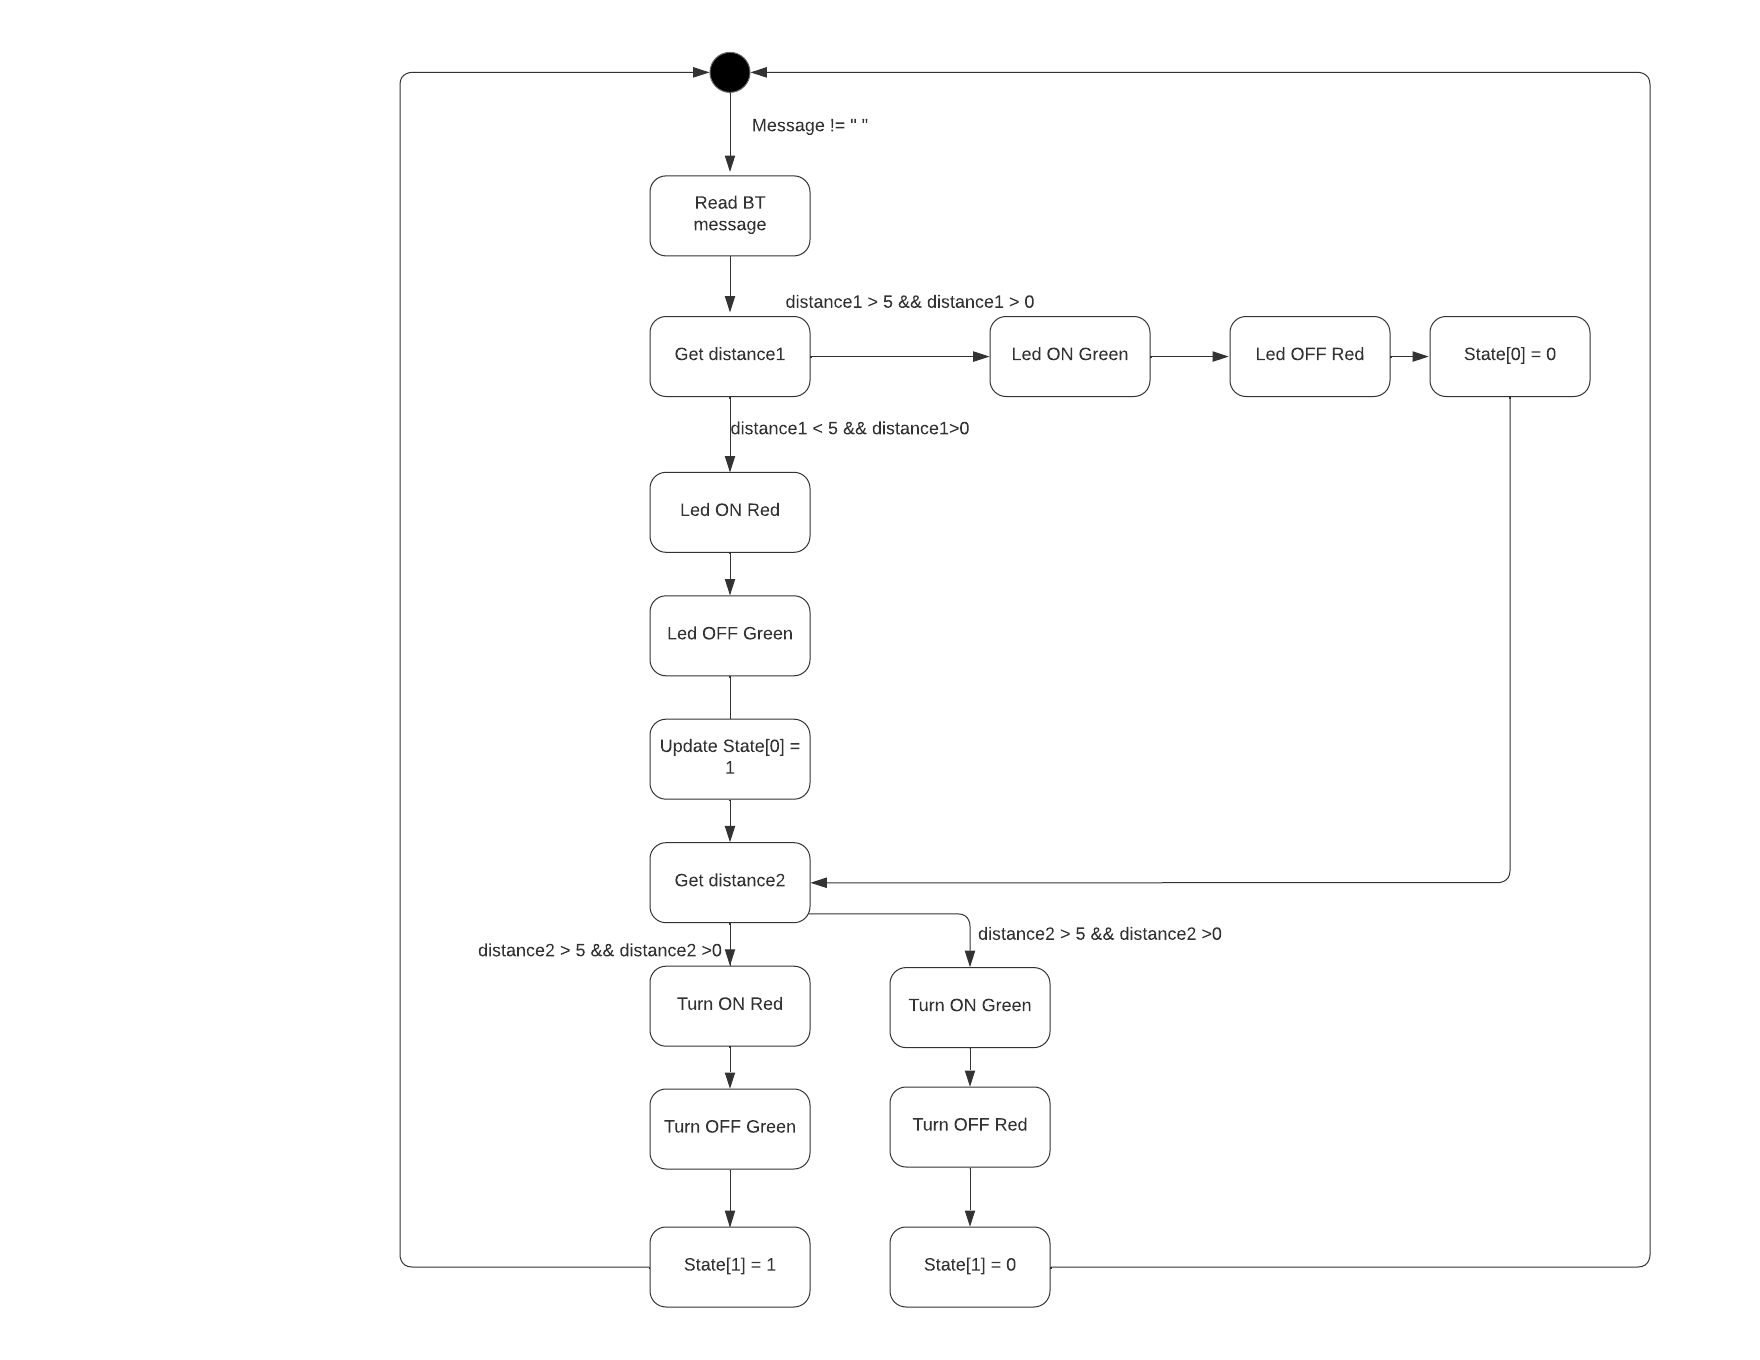 Message != " "
Read BT
message
distance1 > 5 && distance1 > 0
Get distance1
Led ON Green
Led OFF Red
State[0] = 0
distance1 < 5 && distance1>0
Led ON Red
Led OFF Green
Update State[0] =
1
Get distance2
distance2 > 5 && distance2 >0
distance2 > 5 && distance2 >0
Turn ON Red
Turn ON Green
Turn OFF Green
Turn OFF Red
State[1] = 1
State[1] = 0